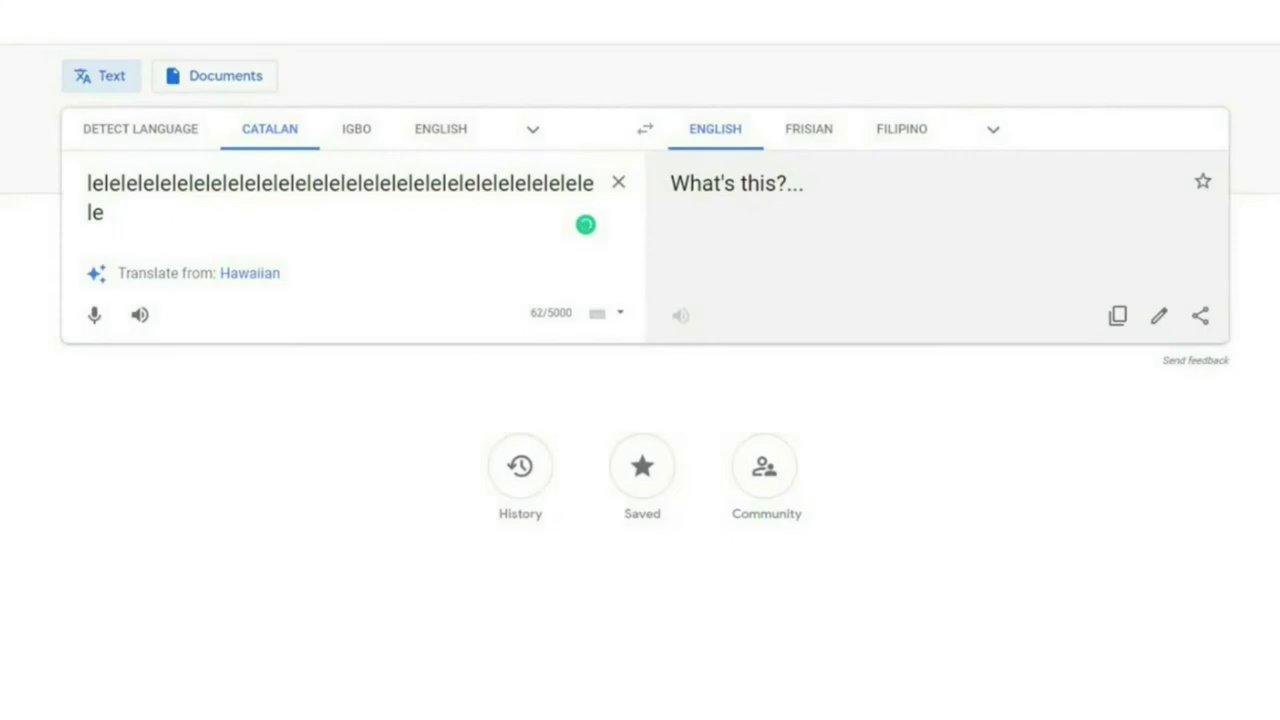 Text
Documents
DETECT LANGUAGE
CATALAN
IGBO
ENGLISH
ENGLISH
FRISIAN
FILIPINO
lelelelelelelelelelelelelelelelelelelelelelelelelelelelelele
le
What's this?...
Translate from: Hawaiian
62/5000
Send feedback
History
Saved
Community